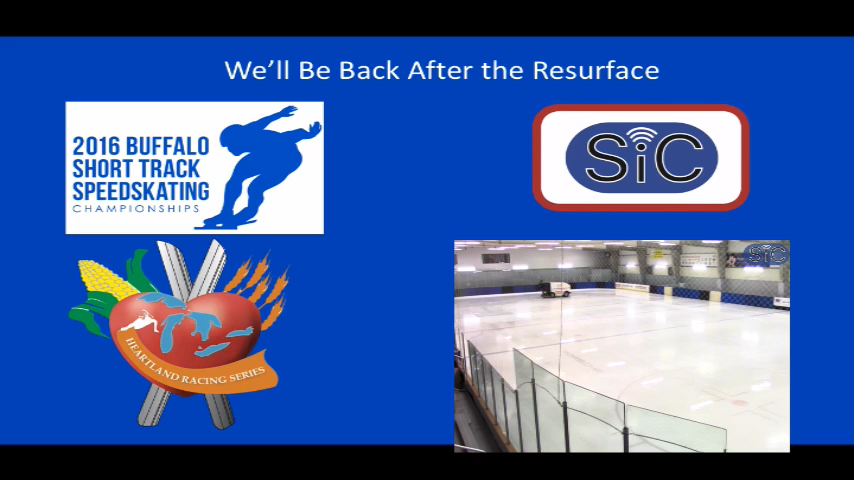 We'll Be Back After the Resurface
2016 BUFFALO
SHORT TRACK
SPEEDSKATING
CHAMPIONSHIPS
SiC
HEARTLAND RACING SERIES
SiC